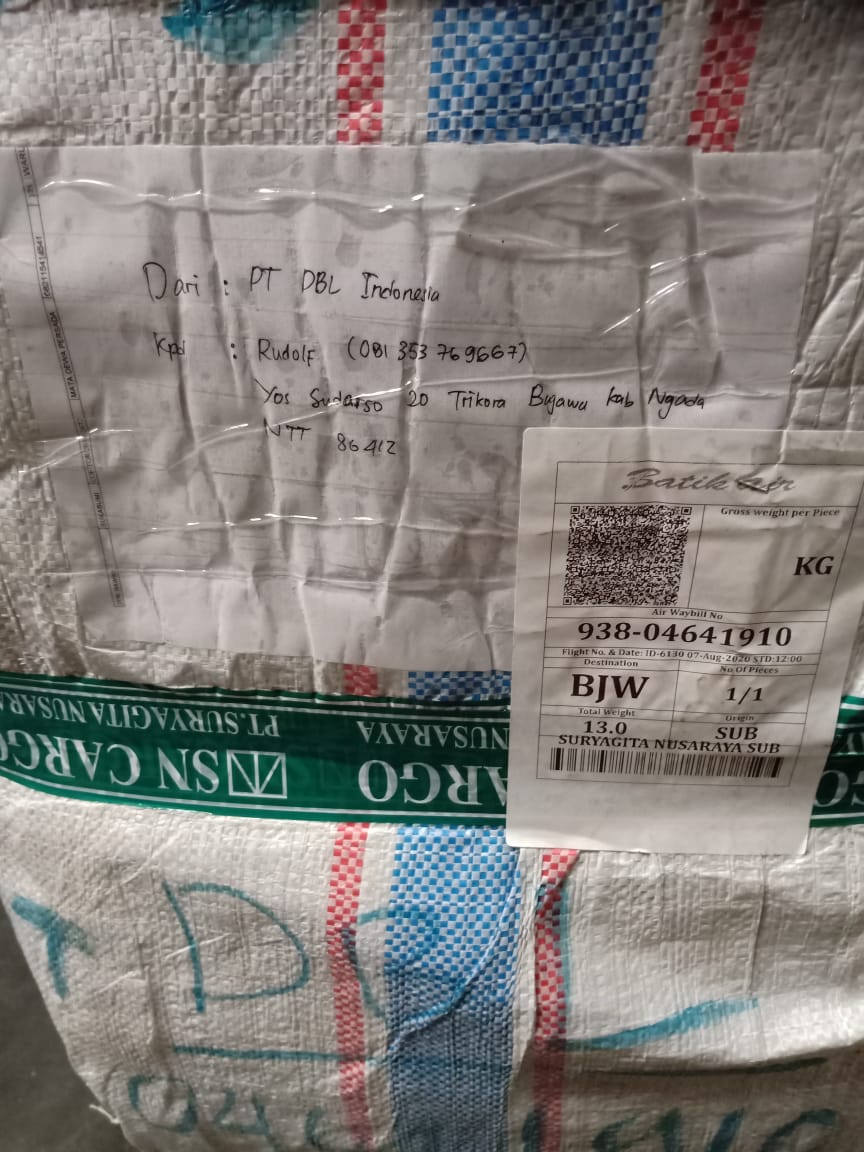 Dari : PT DBL Indonesia
Kpd : Rudolf (081 353 769667)
Yos Sudarso 20 Trikora Bajawa kab Ngada
NTT 86412
MATA DEWA PERSADA
Batik Air
Gross weight per Piece
KG
Air Waybill No
938-04641910
Flight No. & Date: ID-6130 07-Aug-2020 STD:12:00
Destination
No Of Pieces
BJW
1/1
Total Weight
Origin
13.0
SUB
SURYAGITA NUSARAYA SUB
PT.SURYAGITA NUSARAYA
SN CARGO
D